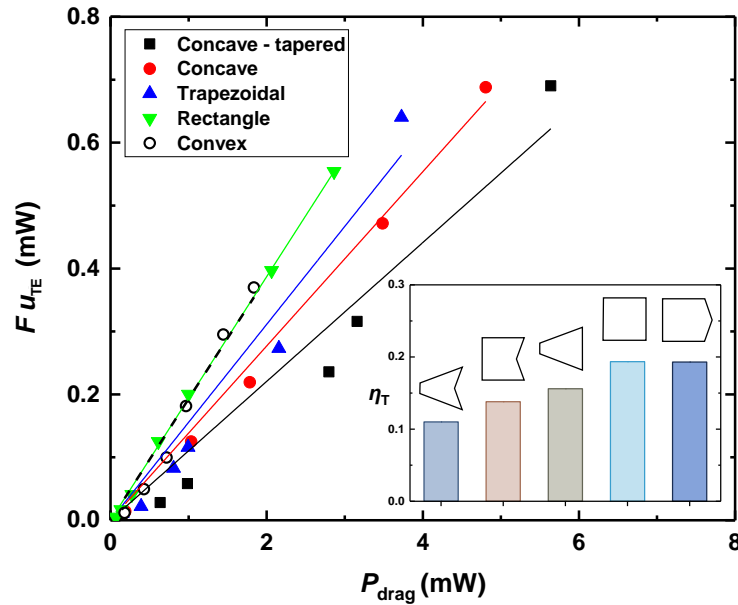 0.8
0.6
0.4
0.2
0.0
F u_TE (mW)
Concave - tapered
Concave
Trapezoidal
Rectangle
Convex
0.3
0.2
0.1
0.0
η_T
0 2 4 6 8
P_drag (mW)